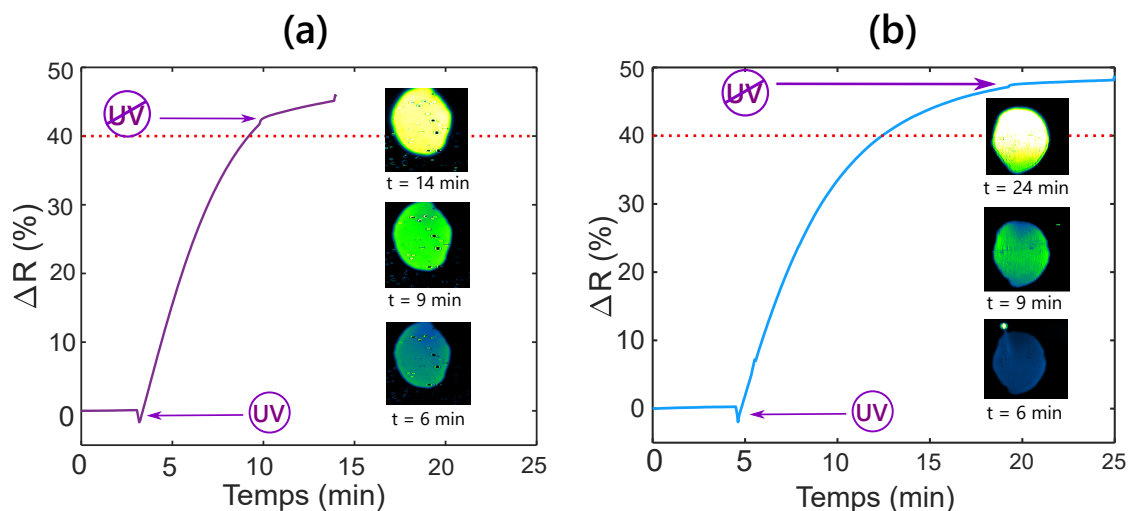 (a)
50
40
30
20
10
0
ΔR (%)
UV
UV
t = 14 min
t = 9 min
t = 6 min
0 5 10 15 20 25
Temps (min)
(b)
50
40
30
20
10
0
ΔR (%)
UV
UV
t = 24 min
t = 9 min
t = 6 min
0 5 10 15 20 25
Temps (min)